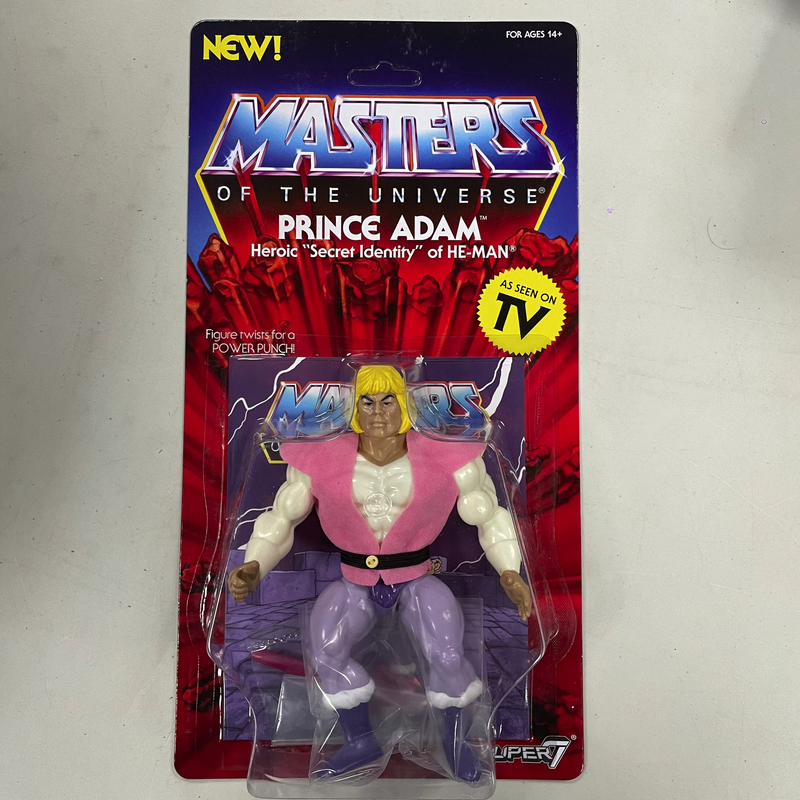 NEW!
FOR AGES 14+
MASTERS
OF THE UNIVERSE®
PRINCE ADAM™
Heroic "Secret Identity" of HE-MAN®
AS SEEN ON
TV
Figure twists for a
POWER PUNCH!
SUPER7®